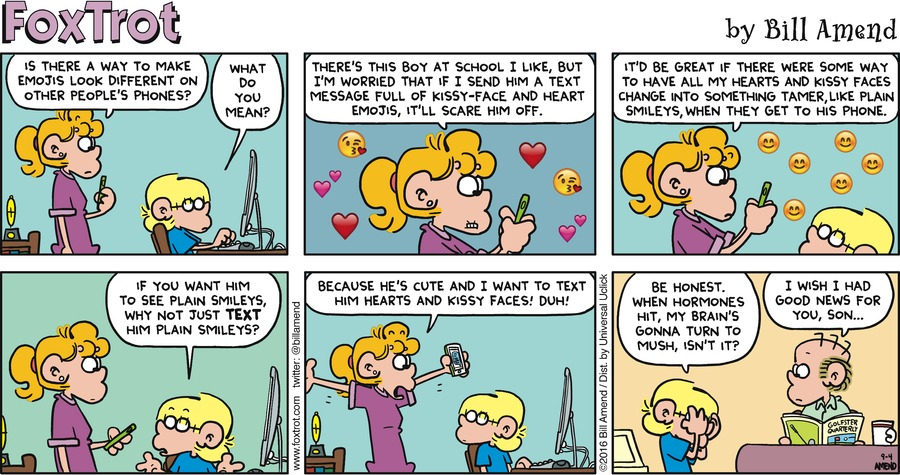 FoxTrot
by Bill Amend
IS THERE A WAY TO MAKE
EMOJIS LOOK DIFFERENT ON
OTHER PEOPLE'S PHONES?
WHAT
DO
YOU
MEAN?
THERE'S THIS BOY AT SCHOOL I LIKE, BUT
I'M WORRIED THAT IF I SEND HIM A TEXT
MESSAGE FULL OF KISSY-FACE AND HEART
EMOJIS, IT'LL SCARE HIM OFF.
IT'D BE GREAT IF THERE WERE SOME WAY
TO HAVE ALL MY HEARTS AND KISSY FACES
CHANGE INTO SOMETHING TAMER, LIKE PLAIN
SMILEYS, WHEN THEY GET TO HIS PHONE.
IF YOU WANT HIM
TO SEE PLAIN SMILEYS,
WHY NOT JUST TEXT
HIM PLAIN SMILEYS?
www.foxtrot.com twitter: @billamend
BECAUSE HE'S CUTE AND I WANT TO TEXT
HIM HEARTS AND KISSY FACES! DUH!
©2016 Bill Amend / Dist. by Universal Uclick
BE HONEST.
WHEN HORMONES
HIT, MY BRAIN'S
GONNA TURN TO
MUSH, ISN'T IT?
I WISH I HAD
GOOD NEWS FOR
YOU, SON...
GOLFSTER
QUARTERLY
9-4
AMEND